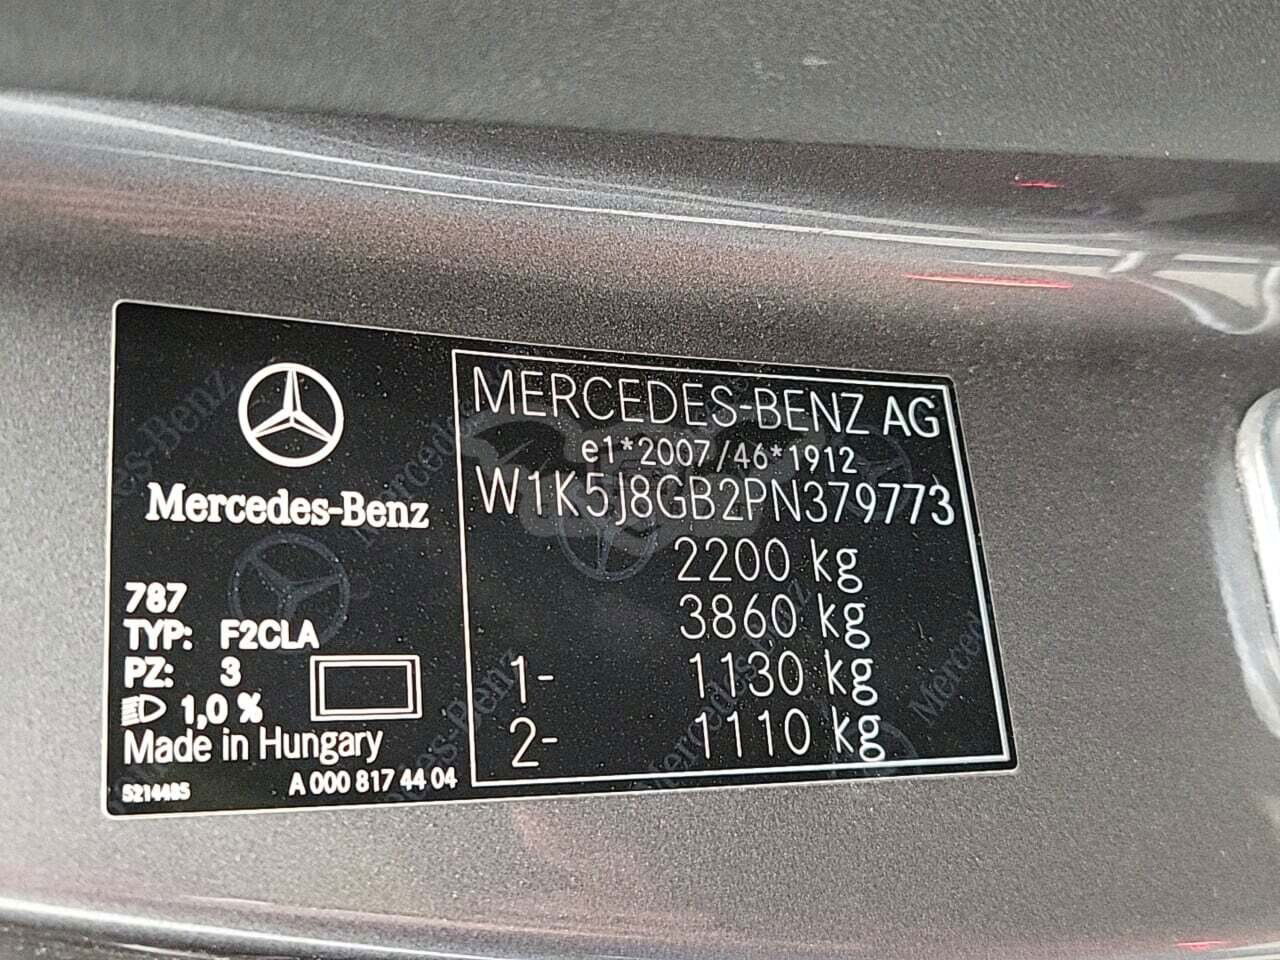 Mercedes-Benz
787
TYP: F2CLA
PZ: 3
1,0 %
Made in Hungary
5214485
A 000 817 44 04
MERCEDES-BENZ AG
e1*2007/46*1912
W1K5J8GB2PN379773
2200 kg
3860 kg
1- 1130 kg
2- 1110 kg